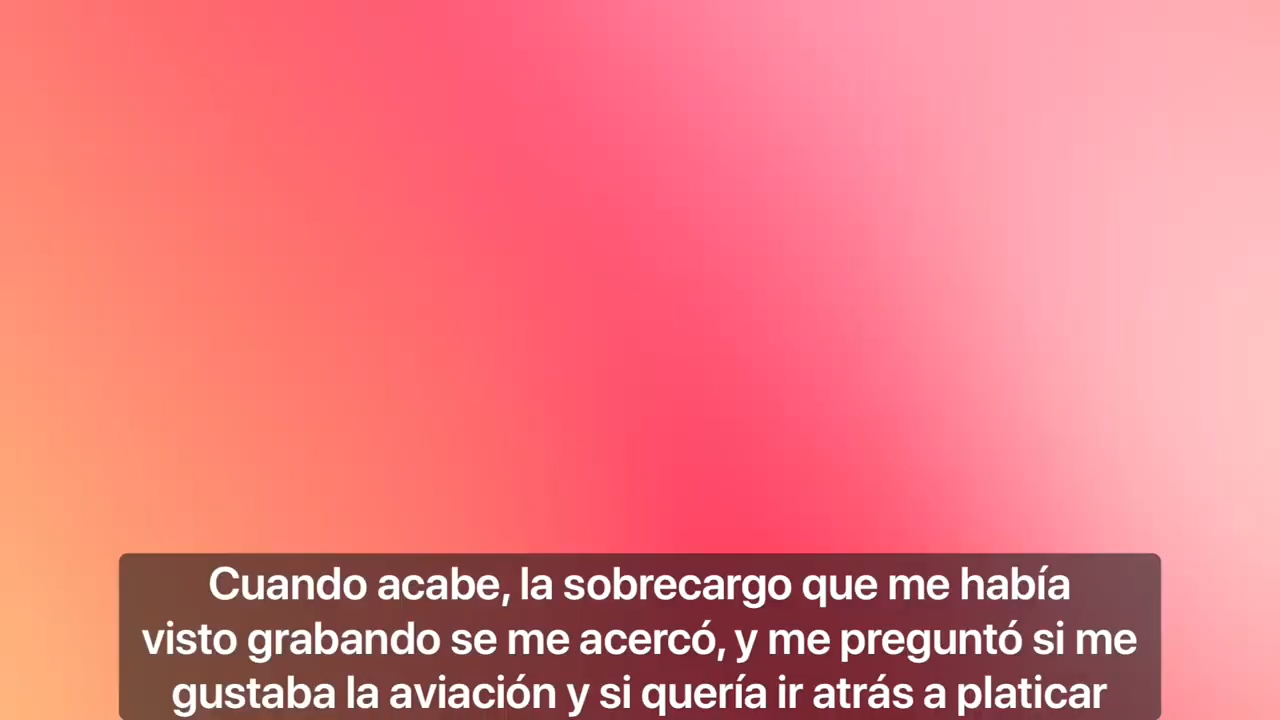 Cuando acabe, la sobrecargo que me había
visto grabando se me acercó, y me preguntó si me
gustaba la aviación y si quería ir atrás a platicar